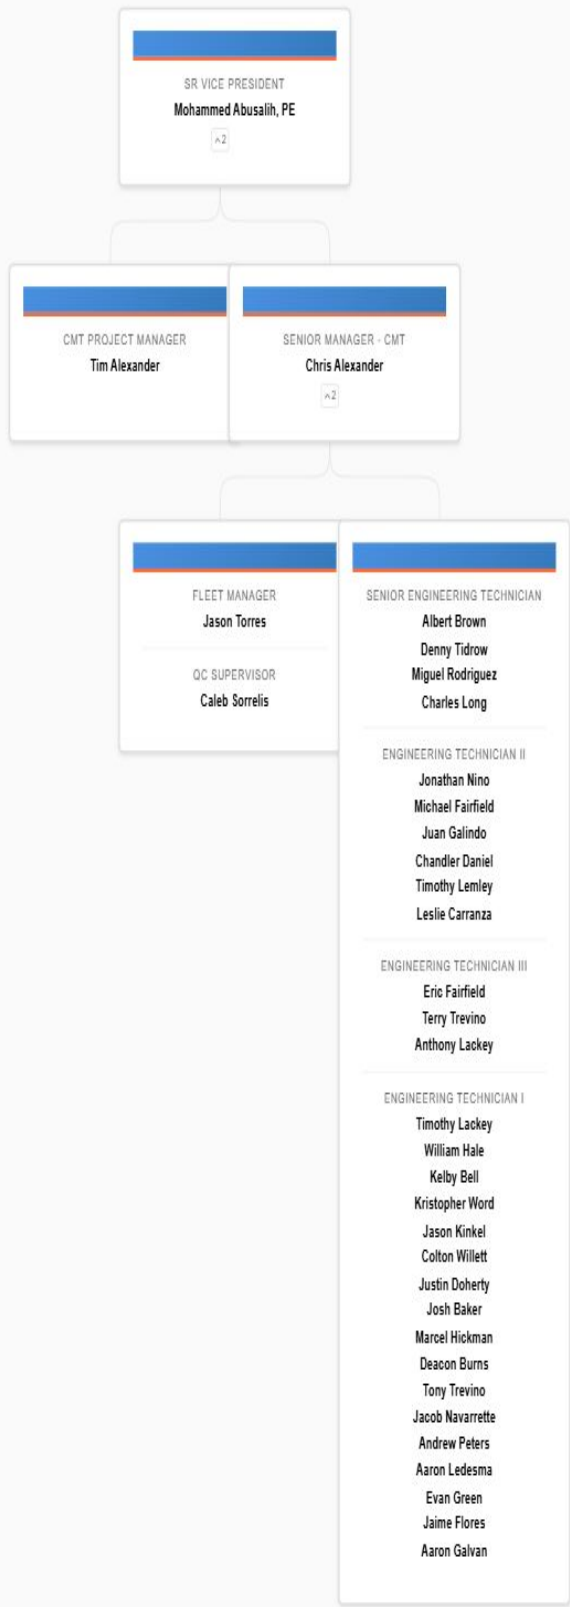 SR VICE PRESIDENT
Mohammed Abusalih, PE
^2
CMT PROJECT MANAGER
Tim Alexander
SENIOR MANAGER - CMT
Chris Alexander
^2
FLEET MANAGER
Jason Torres
QC SUPERVISOR
Caleb Sorrelis
SENIOR ENGINEERING TECHNICIAN
Albert Brown
Denny Tidrow
Miguel Rodriguez
Charles Long
ENGINEERING TECHNICIAN II
Jonathan Nino
Michael Fairfield
Juan Galindo
Chandler Daniel
Timothy Lemley
Leslie Carranza
ENGINEERING TECHNICIAN III
Eric Fairfield
Terry Trevino
Anthony Lackey
ENGINEERING TECHNICIAN I
Timothy Lackey
William Hale
Kelby Bell
Kristopher Word
Jason Kinkel
Colton Willett
Justin Doherty
Josh Baker
Marcel Hickman
Deacon Burns
Tony Trevino
Jacob Navarrette
Andrew Peters
Aaron Ledesma
Evan Green
Jaime Flores
Aaron Galvan